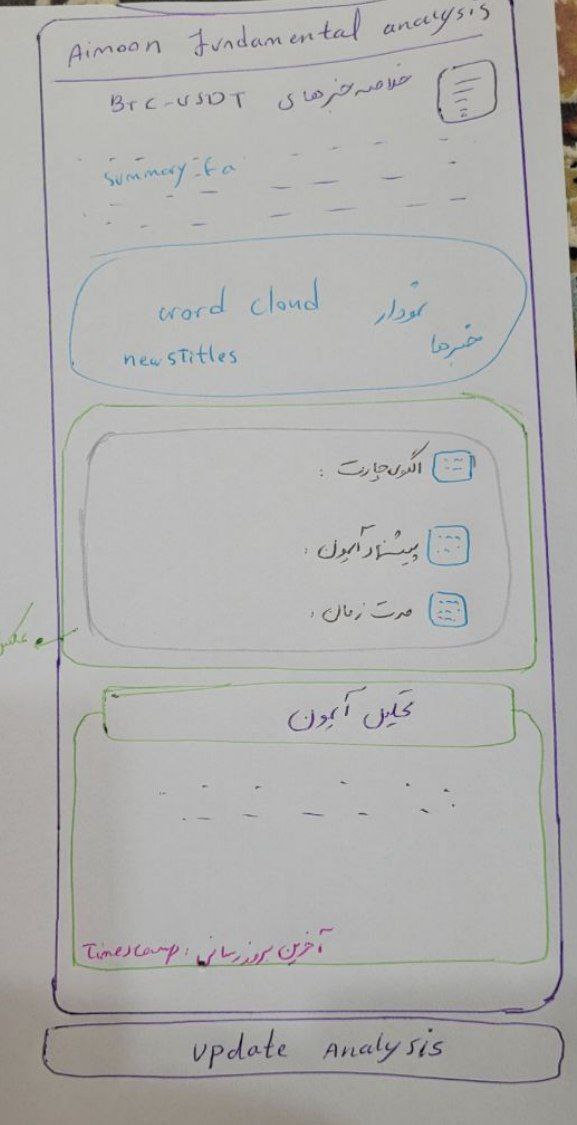 Aimoon fundamental analysis
خلاصه خبرهای BTC-USDT
summary-fa
word cloud نمودار
خبرها
newsTitles
الگوی چارت :
پیشنهاد آیمون :
مدت زمان :
عکس
تحلیل آیمون
آخرین بروزرسانی : Timestamp
Update Analysis